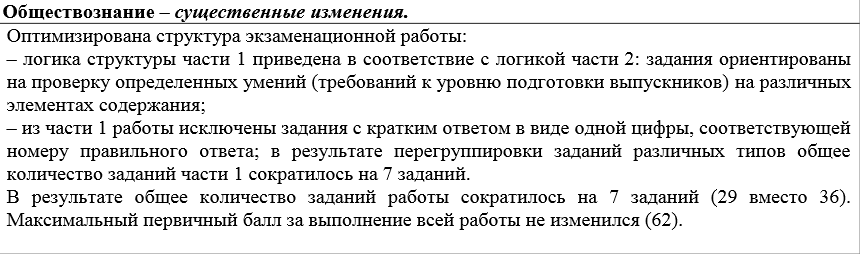 Обществознание – существенные изменения.
Оптимизирована структура экзаменационной работы:
– логика структуры части 1 приведена в соответствие с логикой части 2: задания ориентированы
на проверку определенных умений (требований к уровню подготовки выпускников) на различных
элементах содержания;
– из части 1 работы исключены задания с кратким ответом в виде одной цифры, соответствующей
номеру правильного ответа; в результате перегруппировки заданий различных типов общее
количество заданий части 1 сократилось на 7 заданий.
В результате общее количество заданий работы сократилось на 7 заданий (29 вместо 36).
Максимальный первичный балл за выполнение всей работы не изменился (62).